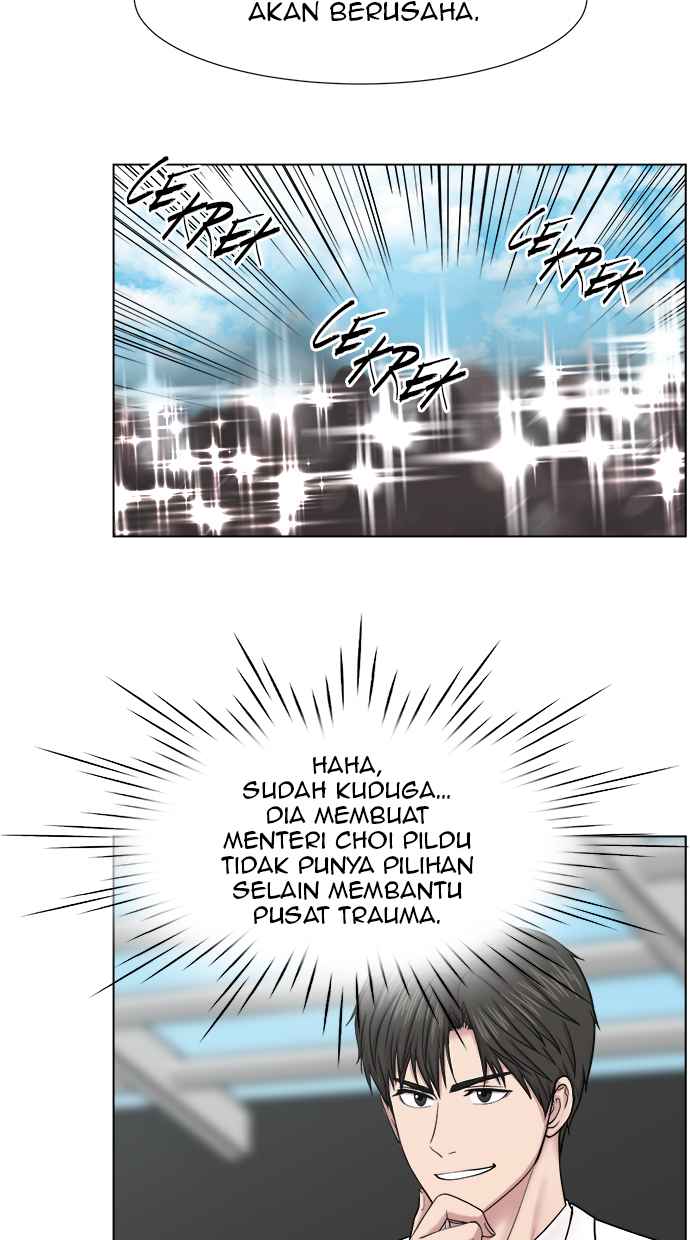 AKAN BERUSAHA.
CEKREK
CEKREK
CEKREK
HAHA,
SUDAH KUDUGA...
DIA MEMBUAT
MENTERI CHOI PILDU
TIDAK PUNYA PILIHAN
SELAIN MEMBANTU
PUSAT TRAUMA.